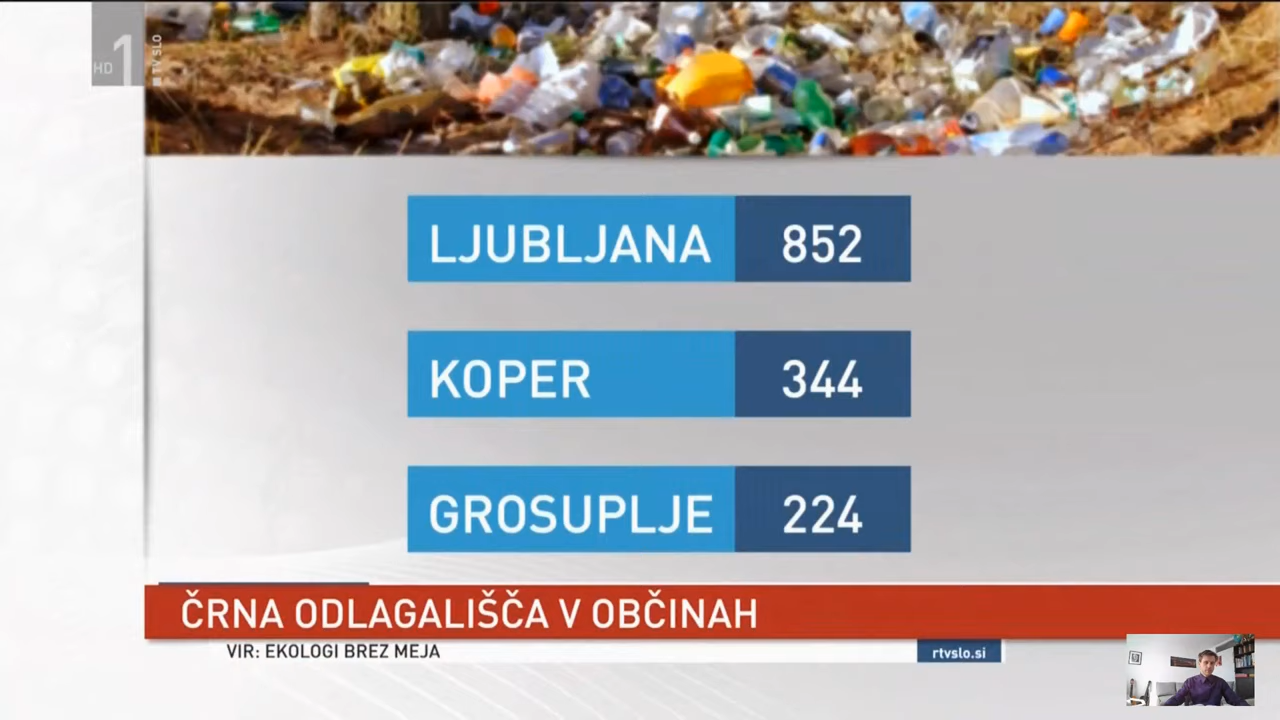 HD 1
TV SLO
LJUBLJANA 852
KOPER 344
GROSUPLJE 224
ČRNA ODLAGALIŠČA V OBČINAH
VIR: EKOLOGI BREZ MEJA
rtvslo.si